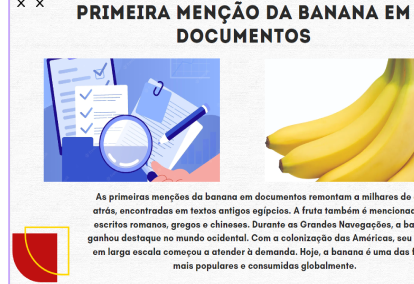 PRIMEIRA MENÇÃO DA BANANA EM
DOCUMENTOS
As primeiras menções da banana em documentos remontam a milhares de
atrás, encontradas em textos antigos egípcios. A fruta também é
escritos romanos, gregos e chineses. Durante as Grandes Navegações, a
ganhou destaque no mundo ocidental. Com a colonização das Américas, seu
em larga escala começou a atender à demanda. Hoje, a banana é uma das
mais populares e consumidas globalmente.